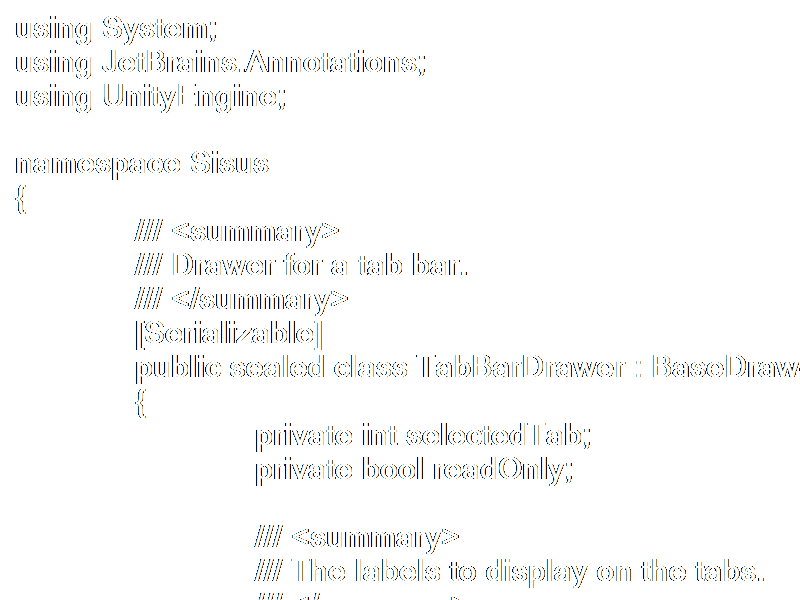 using System;
using JetBrains.Annotations;
using UnityEngine;

namespace Sisus
{
/// <summary>
/// Drawer for a tab bar.
/// </summary>
[Serializable]
public sealed class TabBarDrawer : BaseDraw
{
private int selectedTab;
private bool readOnly;

/// <summary>
/// The labels to display on the tabs.